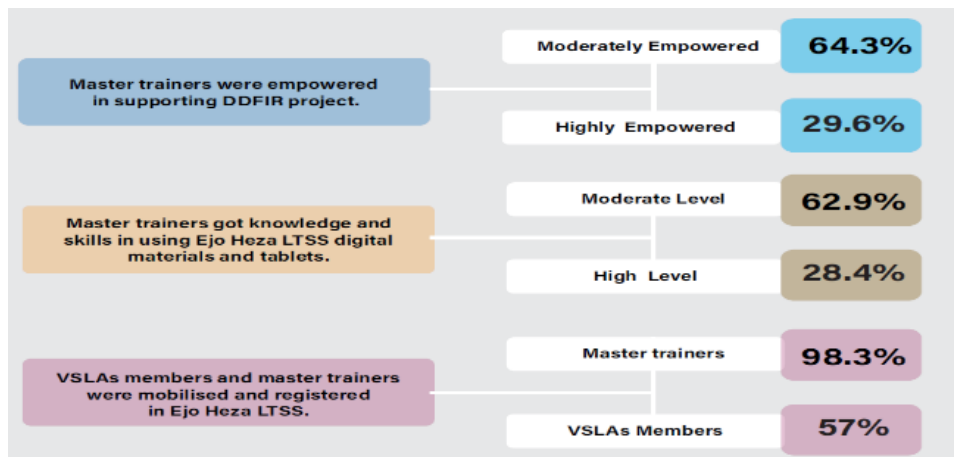 Master trainers were empowered
in supporting DDFIR project.
Moderately Empowered
64.3%
Highly Empowered
29.6%
Master trainers got knowledge and
skills in using Ejo Heza LTSS digital
materials and tablets.
Moderate Level
62.9%
High Level
28.4%
VSLAs members and master trainers
were mobilised and registered
in Ejo Heza LTSS.
Master trainers
98.3%
VSLAs Members
57%